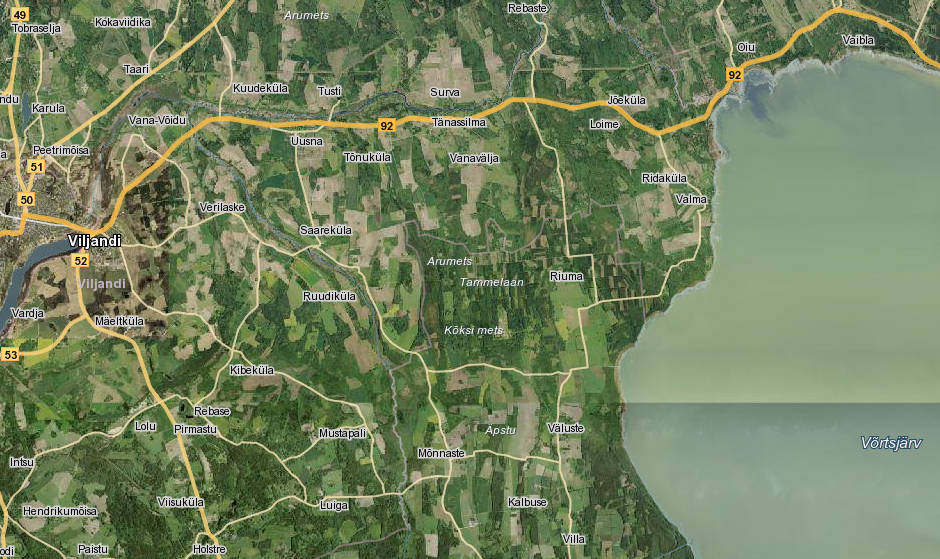 Rebaste
49
Arumets
Kokaviidika
Tobraselja
Oiu
Vaibla
Taari
92
Kuudeküla
Tusti
Surva
Jõeküla
Karula
Vana-Võidu
92
Tänassilma
Loime
Uusna
Peetrimõisa
Tõnuküla
Vanavälja
51
Ridaküla
50
Valma
Verilaske
Saareküla
Viljandi
52
Arumets
Riuma
Viljandi
Tammelaan
Ruudiküla
Vardja
Mäeltküla
Kõksi mets
53
Kibeküla
Rebase
Lolu
Pirmastu
Mustapali
Apstu
Väluste
Võrtsjärv
Mõnnaste
Intsu
Viisuküla
Luiga
Kalbuse
Hendrikumõisa
Villa
Paistu
Holstre